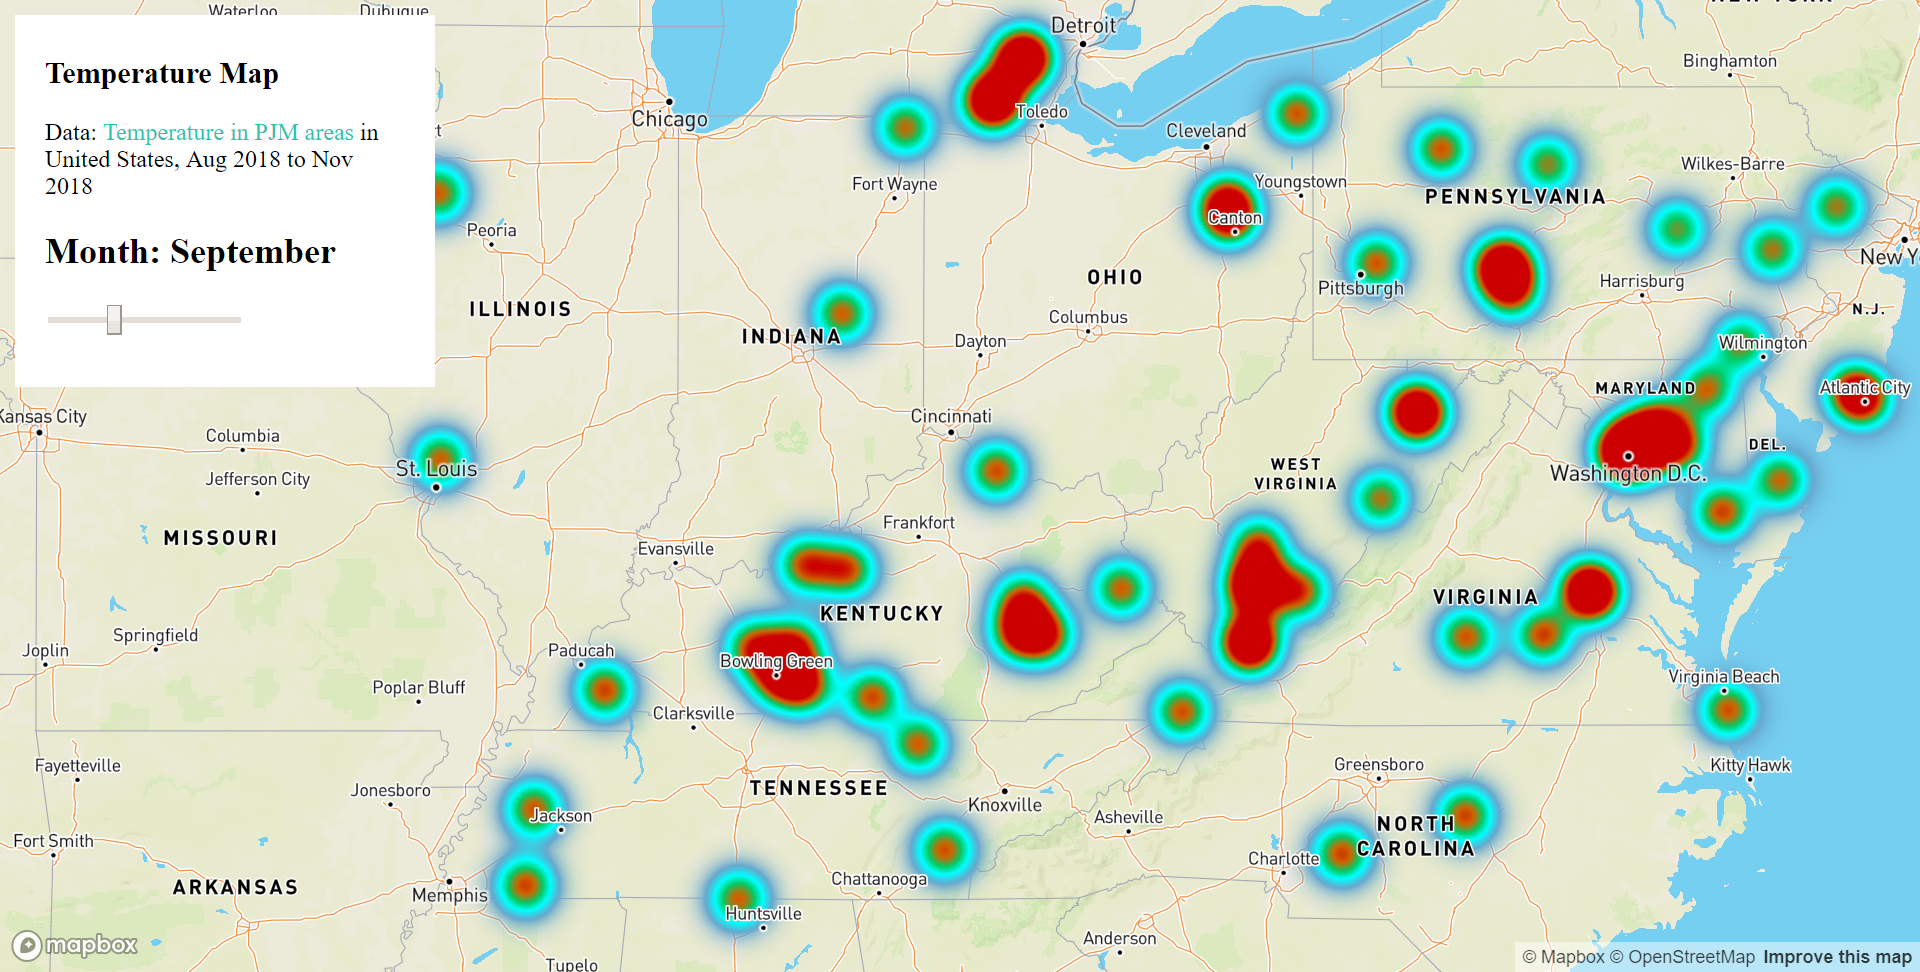 Waterloo
Dubuque
Detroit
Binghamton
Temperature Map
Chicago
Toledo
Cleveland
Data: Temperature in PJM areas in
United States, Aug 2018 to Nov
2018
Wilkes-Barre
Fort Wayne
Youngstown
PENNSYLVANIA
Canton
Peoria
Month: September
New Y
OHIO
Harrisburg
Pittsburgh
ILLINOIS
N.J.
Columbus
INDIANA
Dayton
Wilmington
MARYLAND
Atlantic City
Kansas City
Cincinnati
Columbia
DEL.
St. Louis
WEST
VIRGINIA
Washington D.C.
Jefferson City
Frankfort
MISSOURI
Evansville
VIRGINIA
KENTUCKY
Springfield
Joplin
Paducah
Bowling Green
Virginia Beach
Poplar Bluff
Clarksville
Fayetteville
Greensboro
Kitty Hawk
TENNESSEE
Jonesboro
Knoxville
Jackson
Asheville
NORTH
CAROLINA
Fort Smith
Charlotte
Chattanooga
ARKANSAS
Memphis
Huntsville
Anderson
mapbox
Tupelo
© Mapbox © OpenStreetMap Improve this map